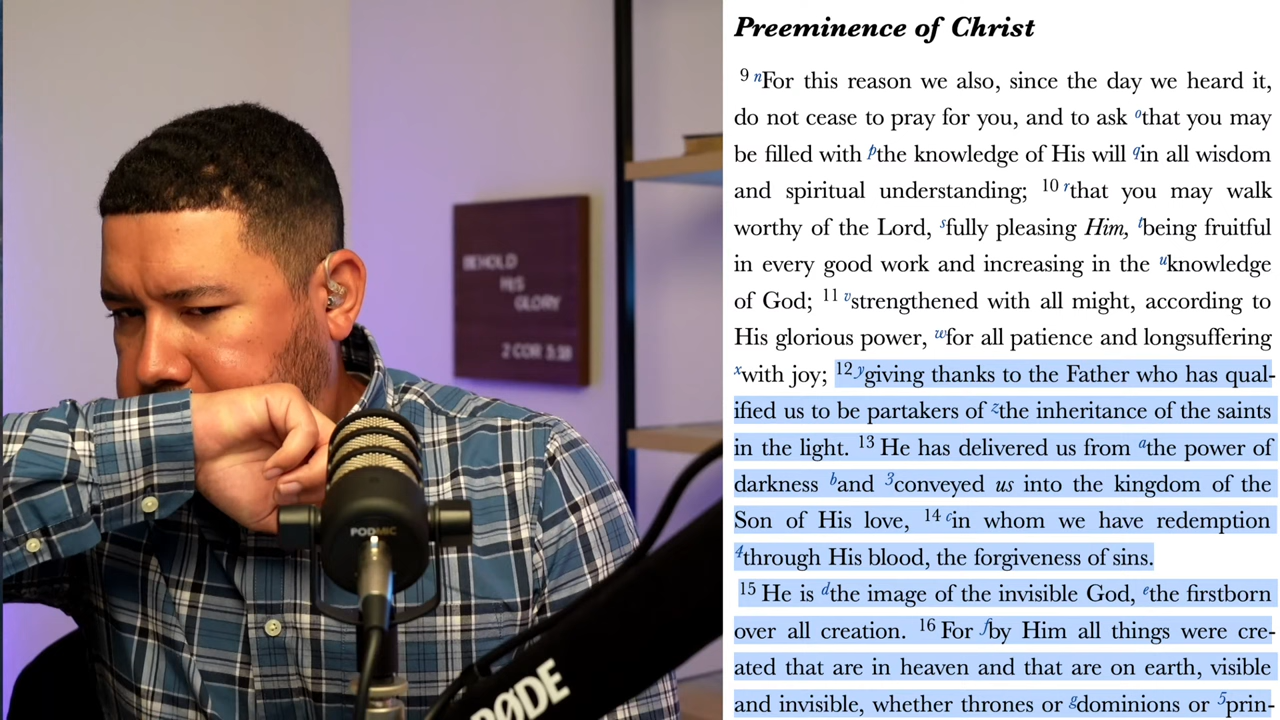 Preeminence of Christ
9 nFor this reason we also, since the day we heard it,
do not cease to pray for you, and to ask othat you may
be filled with pthe knowledge of His will qin all wisdom
and spiritual understanding; 10 rthat you may walk
worthy of the Lord, sfully pleasing Him, tbeing fruitful
in every good work and increasing in the uknowledge
of God; 11 vstrengthened with all might, according to
His glorious power, wfor all patience and longsuffering
xwith joy; 12 ygiving thanks to the Father who has qual-
ified us to be partakers of zthe inheritance of the saints
in the light. 13 He has delivered us from athe power of
darkness band 3conveyed us into the kingdom of the
Son of His love, 14 cin whom we have redemption
4through His blood, the forgiveness of sins.
15 He is dthe image of the invisible God, ethe firstborn
over all creation. 16 For fby Him all things were cre-
ated that are in heaven and that are on earth, visible
and invisible, whether thrones or gdominions or 5prin-
BEHOLD
HIS
GLORY
2 COR 3:18
PODMIC
RØDE